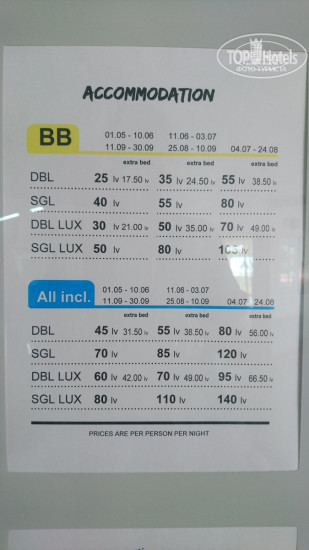 TOPHotels
ФОТО ТУРИСТА
ACCOMMODATION
BB 01.05 - 10.06 11.06 - 03.07
11.09 - 30.09 25.08 - 10.09 04.07 - 24.08
extra bed extra bed extra bed
DBL 25 lv 17.50 lv 35 lv 24.50 lv 55 lv 38.50 lv
SGL 40 lv 55 lv 80 lv
DBL LUX 30 lv 21.00 lv 50 lv 35.00 lv 70 lv 49.00 lv
SGL LUX 50 lv 80 lv 105 lv
All incl. 01.05 - 10.06 11.06 - 03.07
11.09 - 30.09 25.08 - 10.09 04.07 - 24.08
extra bed extra bed extra bed
DBL 45 lv 31.50 lv 55 lv 38.50 lv 80 lv 56.00 lv
SGL 70 lv 85 lv 120 lv
DBL LUX 60 lv 42.00 lv 70 lv 49.00 lv 95 lv 66.50 lv
SGL LUX 80 lv 110 lv 140 lv
PRICES ARE PER PERSON PER NIGHT